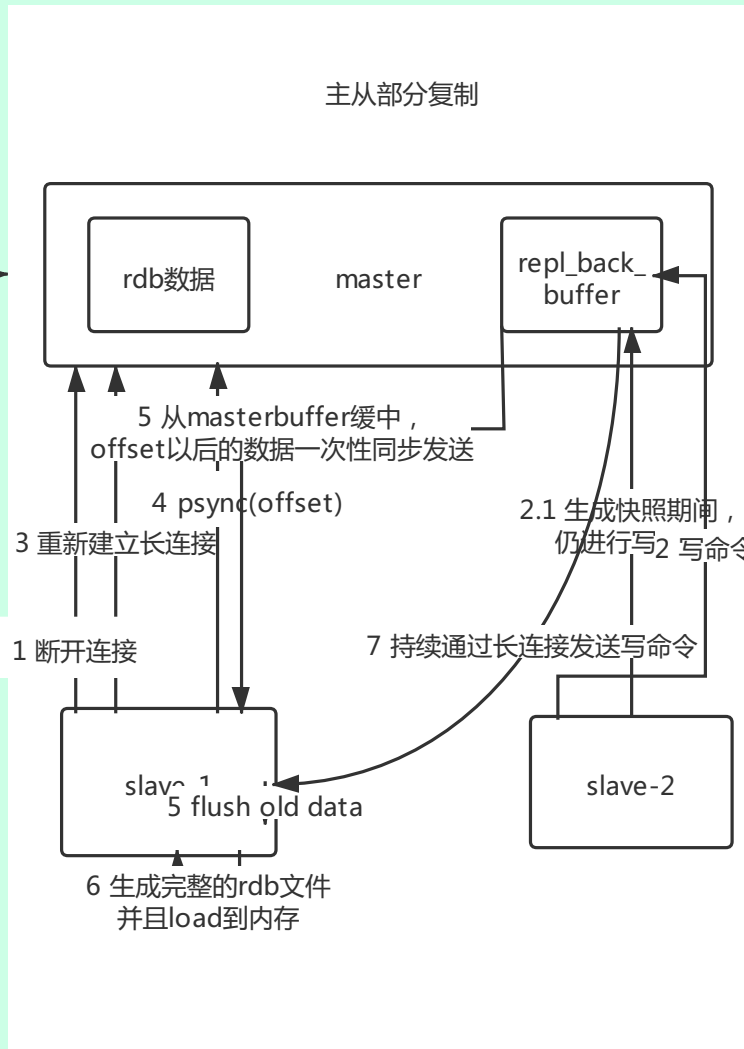 主从部分复制
rdb数据
master
repl_back_
buffer
5 从masterbuffer缓中，
offset以后的数据一次性同步发送
4 psync(offset)
2.1 生成快照期间，
仍进行写
2 写命令
3 重新建立长连接
1 断开连接
7 持续通过长连接发送写命令
slave-1
slave-2
5 flush old data
6 生成完整的rdb文件
并且load到内存